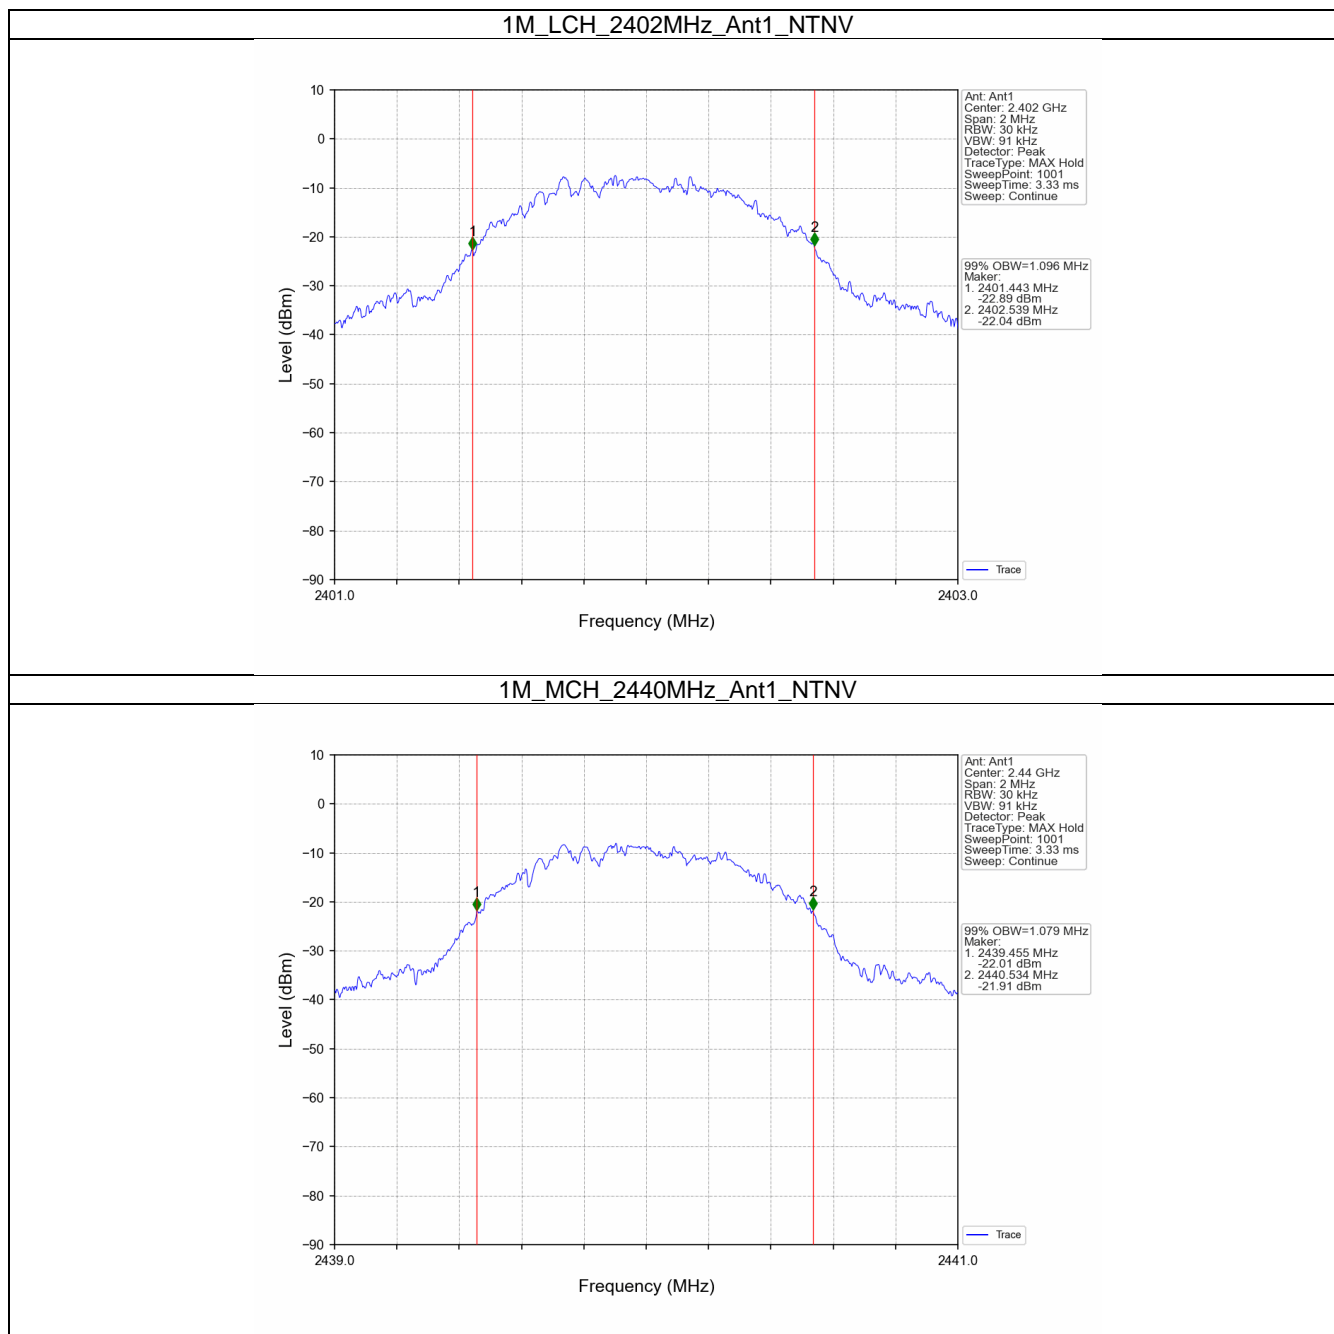 1M_LCH_2402MHz_Ant1_NTNV
10
0
−10
−20
−30
−40
−50
−60
−70
−80
−90
Level (dBm)
1
2
2401.0
2403.0
Frequency (MHz)
Ant: Ant1
Center: 2.402 GHz
Span: 2 MHz
RBW: 30 kHz
VBW: 91 kHz
Detector: Peak
TraceType: MAX Hold
SweepPoint: 1001
SweepTime: 3.33 ms
Sweep: Continue
99% OBW=1.096 MHz
Maker:
1. 2401.443 MHz
-22.89 dBm
2. 2402.539 MHz
-22.04 dBm
Trace
1M_MCH_2440MHz_Ant1_NTNV
10
0
−10
−20
−30
−40
−50
−60
−70
−80
−90
Level (dBm)
1
2
2439.0
2441.0
Frequency (MHz)
Ant: Ant1
Center: 2.44 GHz
Span: 2 MHz
RBW: 30 kHz
VBW: 91 kHz
Detector: Peak
TraceType: MAX Hold
SweepPoint: 1001
SweepTime: 3.33 ms
Sweep: Continue
99% OBW=1.079 MHz
Maker:
1. 2439.455 MHz
-22.01 dBm
2. 2440.534 MHz
-21.91 dBm
Trace